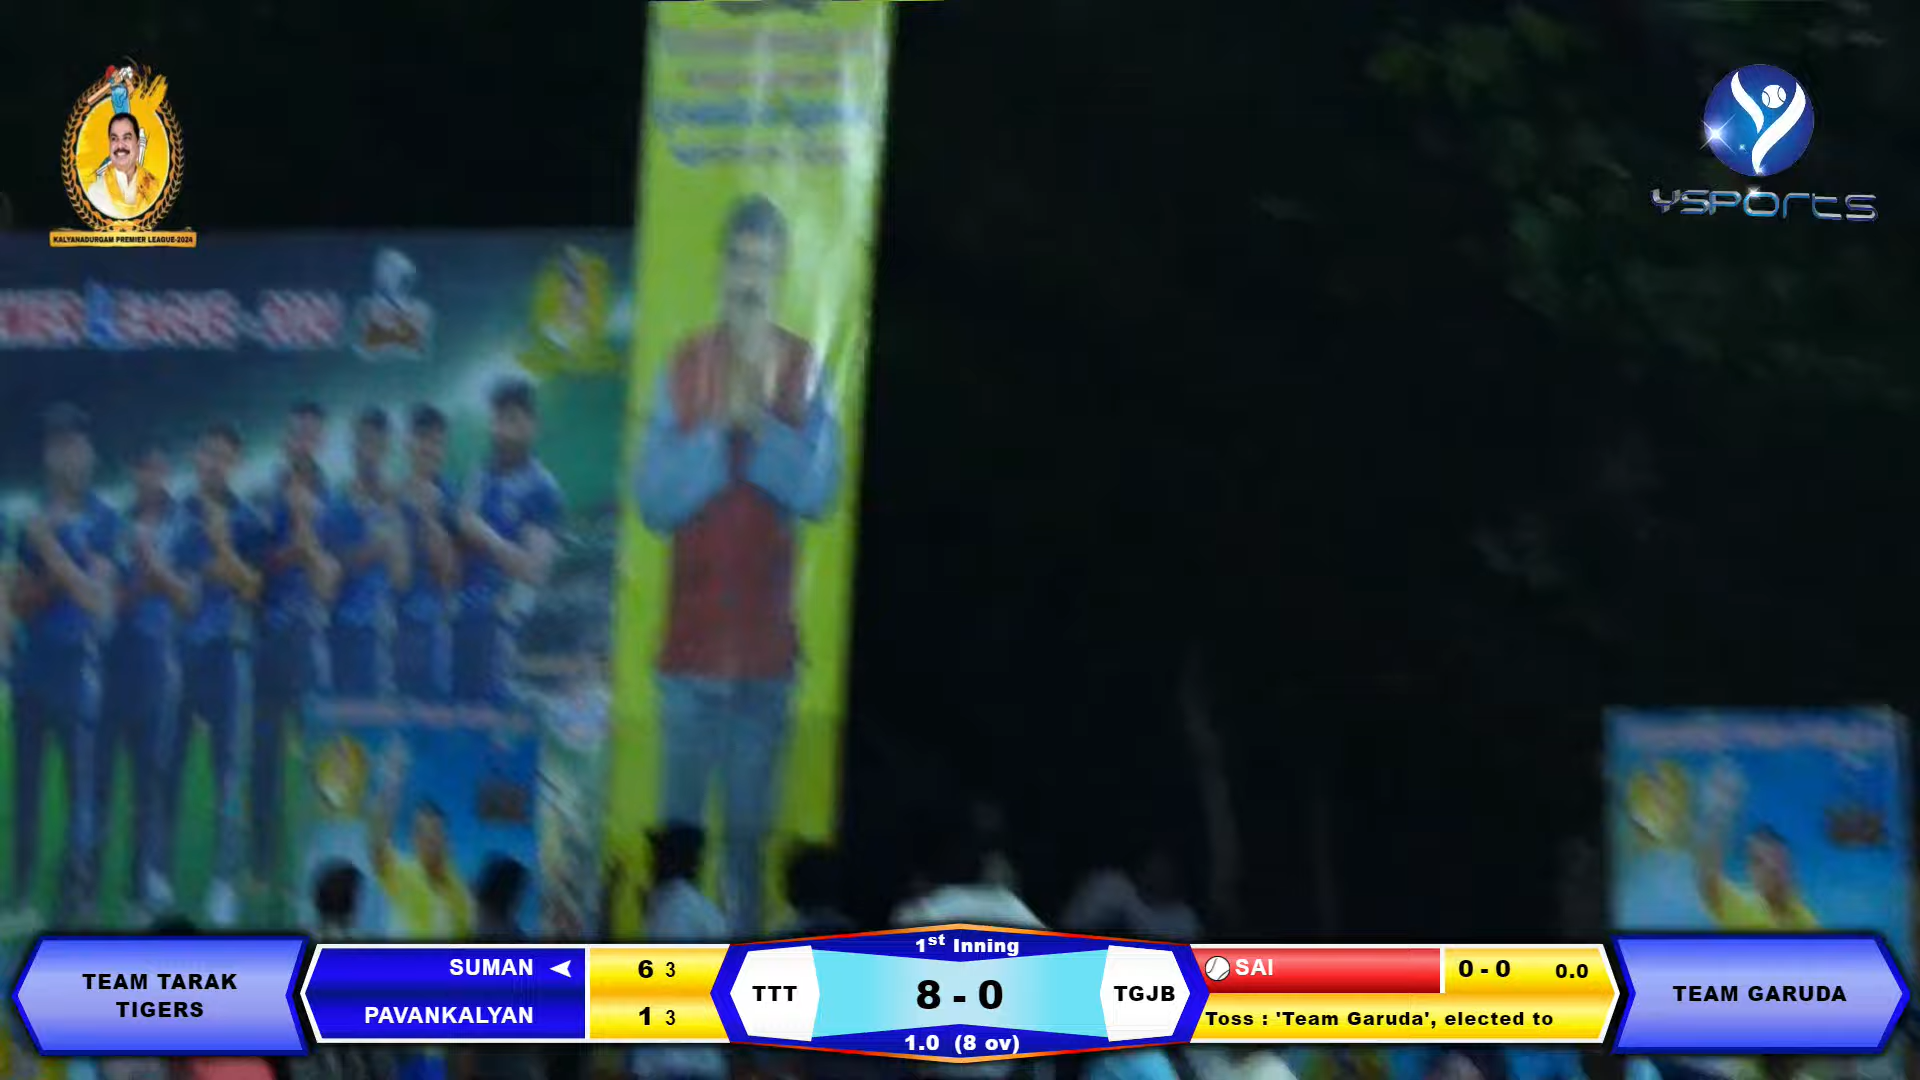 KALYANADURGAM PREMIER LEAGUE-2024
YSPORTS
TEAM TARAK
TIGERS
SUMAN 6 3
PAVANKALYAN 1 3
TTT
1st Inning
8 - 0
1.0 (8 ov)
TGJB
SAI 0 - 0 0.0
Toss : 'Team Garuda', elected to
TEAM GARUDA